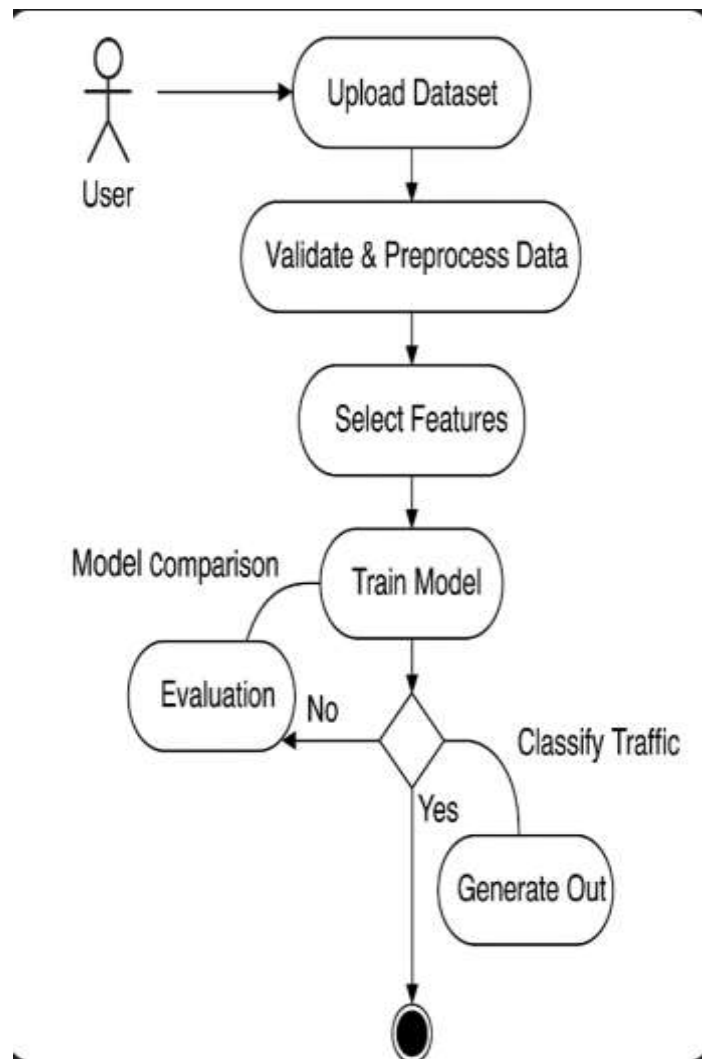 Upload Dataset
User
Validate & Preprocess Data
Select Features
Model Comparison
Train Model
Evaluation
No
Classify Traffic
Yes
Generate Out